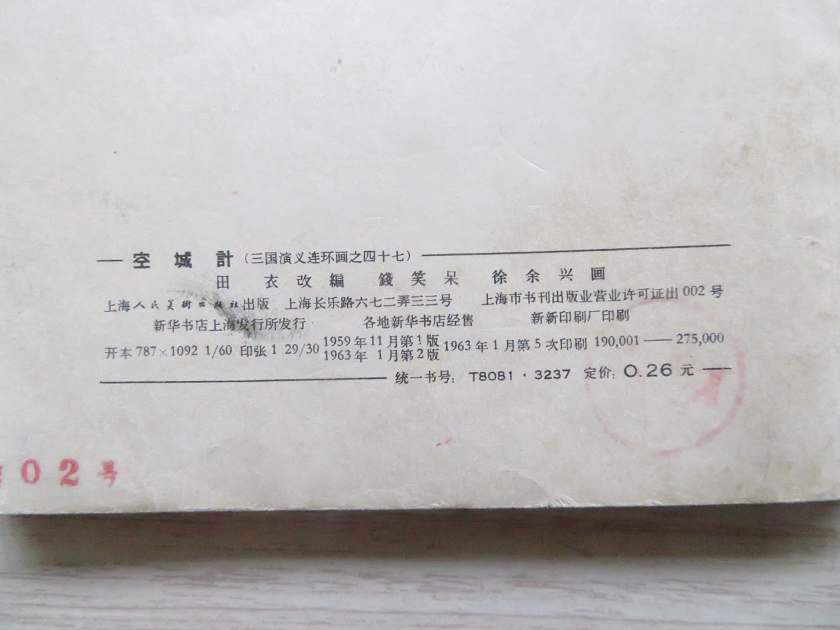 空城計（三国演义连环画之四十七）
田衣改編 錢笑呆 徐余兴画
上海人民美術出版社出版 上海长乐路六七二弄三三号 上海市书刊出版业营业许可证出002号
新华书店上海发行所发行 各地新华书店经售 新新印刷厂印刷
开本787×1092 1/60 印张1 29/30 1959年11月第1版 1963年1月第2版 1963年1月第5次印刷 190,001——275,000
统一书号：T8081·3237 定价：0.26元
02号